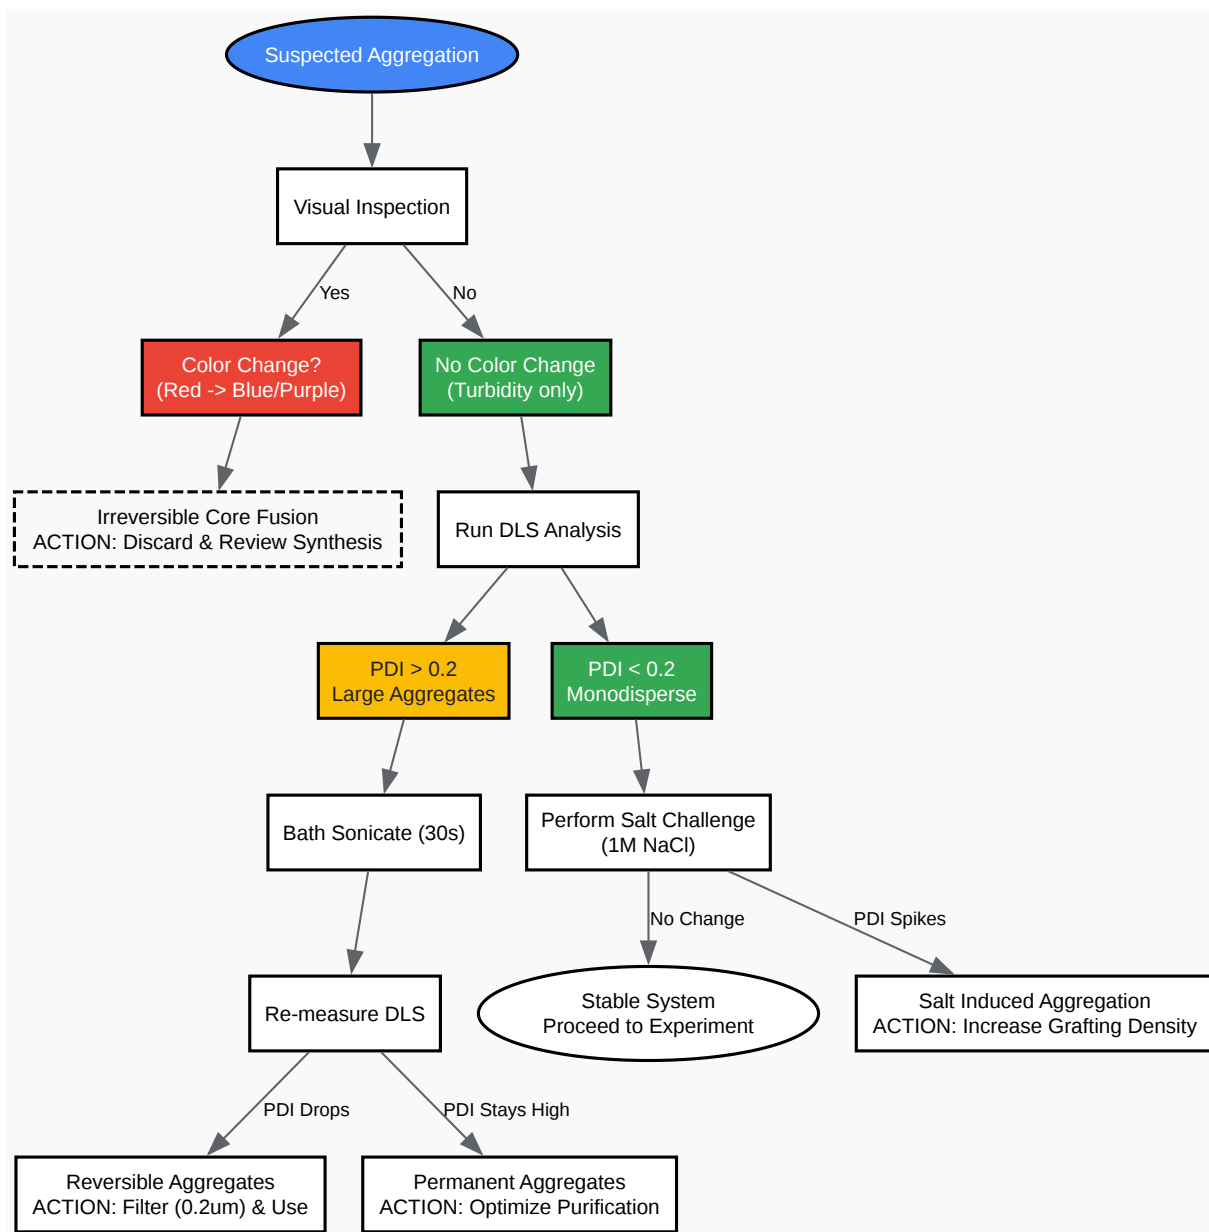 Suspected Aggregation
Visual Inspection
Yes
No
Color Change?
(Red -> Blue/Purple)
No Color Change
(Turbidity only)
Irreversible Core Fusion
ACTION: Discard & Review Synthesis
Run DLS Analysis
PDI > 0.2
Large Aggregates
PDI < 0.2
Monodisperse
Bath Sonicate (30s)
Perform Salt Challenge
(1M NaCl)
No Change
PDI Spikes
Re-measure DLS
Stable System
Proceed to Experiment
Salt Induced Aggregation
ACTION: Increase Grafting Density
PDI Drops
PDI Stays High
Reversible Aggregates
ACTION: Filter (0.2um) & Use
Permanent Aggregates
ACTION: Optimize Purification